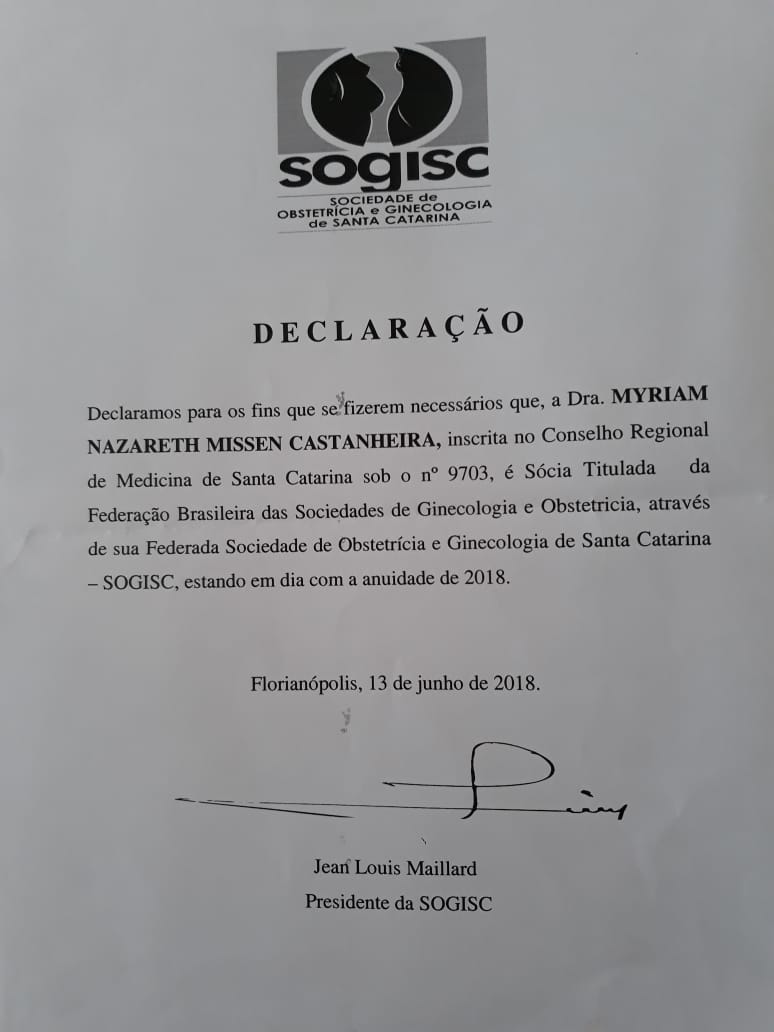 SOGISC
SOCIEDADE de
OBSTETRÍCIA e GINECOLOGIA
de SANTA CATARINA
DECLARAÇÃO
Declaramos para os fins que se fizerem necessários que, a Dra. MYRIAM
NAZARETH MISSEN CASTANHEIRA, inscrita no Conselho Regional
de Medicina de Santa Catarina sob o nº 9703, é Sócia Titulada da
Federação Brasileira das Sociedades de Ginecologia e Obstetricia, através
de sua Federada Sociedade de Obstetrícia e Ginecologia de Santa Catarina
– SOGISC, estando em dia com a anuidade de 2018.
Florianópolis, 13 de junho de 2018.
Jean Louis Maillard
Presidente da SOGISC